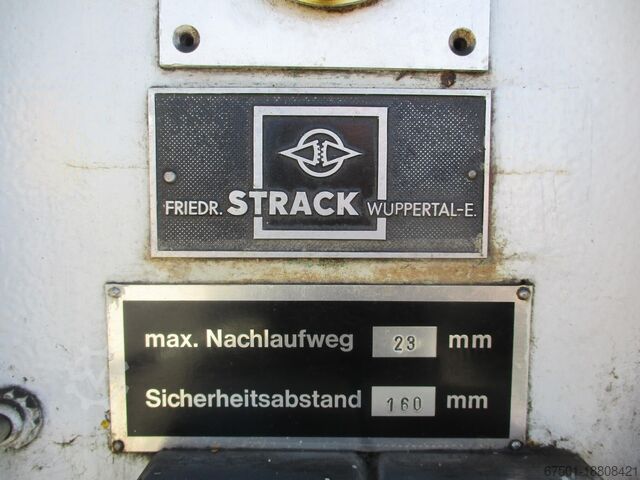 FRIEDR. STRACK WUPPERTAL-E.
max. Nachlaufweg 23 mm
Sicherheitsabstand 160 mm
67501-18808421